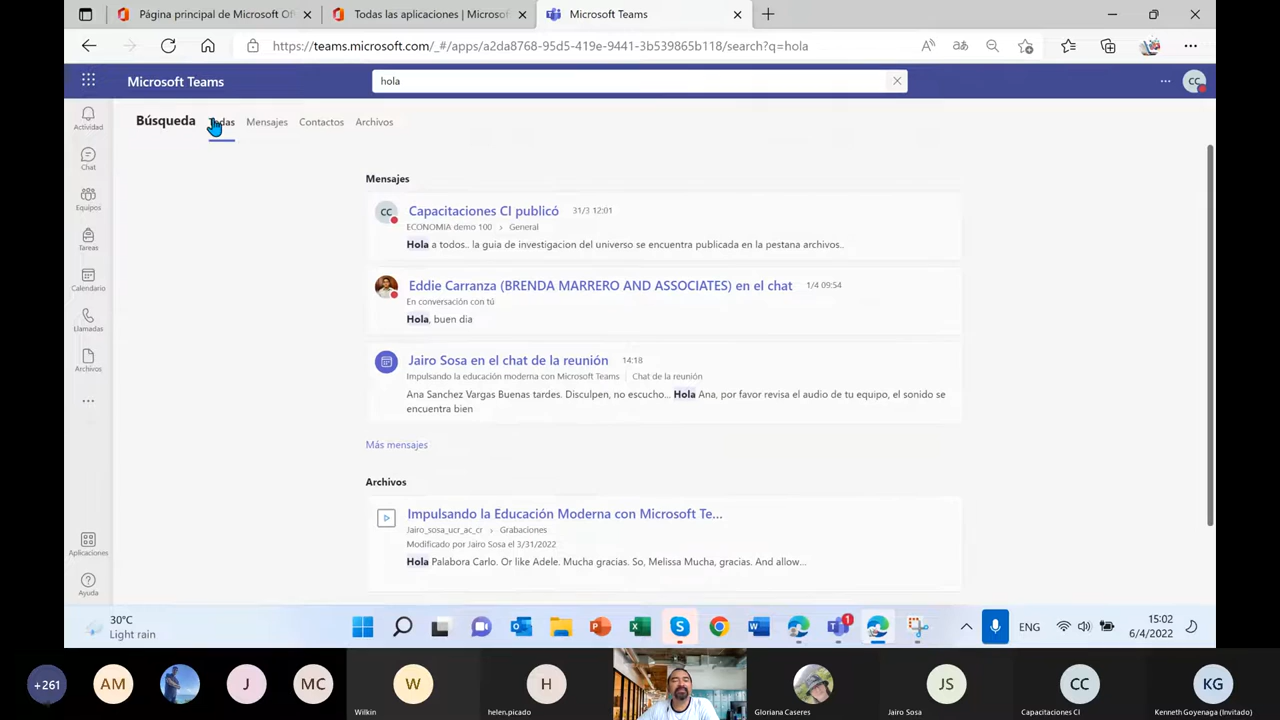 Página principal de Microsoft Of
Todas las aplicaciones | Microsof
Microsoft Teams
https://teams.microsoft.com/_#/apps/a2da8768-95d5-419e-9441-3b539865b118/search?q=hola
Microsoft Teams
hola
CC
Búsqueda
Mensajes
Contactos
Archivos
Actividad
Chat
Equipos
Tareas
Calendario
Llamadas
Archivos
Aplicaciones
Ayuda
Mensajes
CC
Capacitaciones CI publicó 31/3 12:01
ECONOMIA demo 100 > General
Hola a todos.. la guia de investigacion del universo se encuentra publicada en la pestana archivos..
Eddie Carranza (BRENDA MARRERO AND ASSOCIATES) en el chat 1/4 09:54
En conversación con tú
Hola, buen dia
Jairo Sosa en el chat de la reunión 14:18
Impulsando la educación moderna con Microsoft Teams | Chat de la reunión
Ana Sanchez Vargas Buenas tardes. Disculpen, no escucho... Hola Ana, por favor revisa el audio de tu equipo, el sonido se
encuentra bien
Más mensajes
Archivos
Impulsando la Educación Moderna con Microsoft Te...
Jairo_sosa_ucr_ac_cr > Grabaciones
Modificado por Jairo Sosa el 3/31/2022
Hola Palabora Carlo. Or like Adele. Mucha gracias. So, Melissa Mucha, gracias. And allow...
30°C
Light rain
1
ENG
15:02
6/4/2022
+261
AM
J
MC
W
Wilkin
H
helen.picado
Gloriana Caseres
JS
Jairo Sosa
CC
Capacitaciones CI
KG
Kenneth Goyenaga (Invitado)